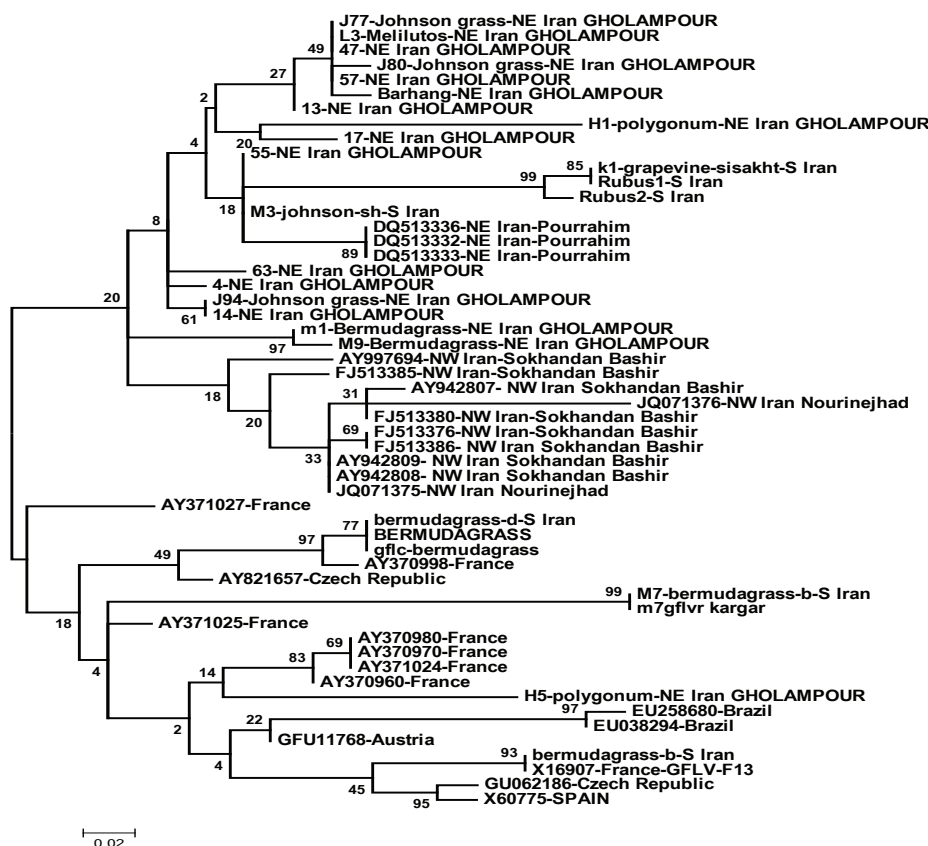 J77-Johnson grass-NE Iran GHOLAMPOUR
L3-Melilutos-NE Iran GHOLAMPOUR
49
47-NE Iran GHOLAMPOUR
J80-Johnson grass-NE Iran GHOLAMPOUR
27
57-NE Iran GHOLAMPOUR
Barhang-NE Iran GHOLAMPOUR
2
13-NE Iran GHOLAMPOUR
H1-polygonum-NE Iran GHOLAMPOUR
17-NE Iran GHOLAMPOUR
4
20
55-NE Iran GHOLAMPOUR
85
k1-grapevine-sisakht-S Iran
99
Rubus1-S Iran
Rubus2-S Iran
18
M3-johnson-sh-S Iran
8
DQ513336-NE Iran-Pourrahim
DQ513332-NE Iran-Pourrahim
89
DQ513333-NE Iran-Pourrahim
63-NE Iran GHOLAMPOUR
4-NE Iran GHOLAMPOUR
20
J94-Johnson grass-NE Iran GHOLAMPOUR
61
14-NE Iran GHOLAMPOUR
m1-Bermudagrass-NE Iran GHOLAMPOUR
97
M9-Bermudagrass-NE Iran GHOLAMPOUR
AY997694-NW Iran-Sokhandan Bashir
FJ513385-NW Iran-Sokhandan Bashir
18
AY942807- NW Iran Sokhandan Bashir
31
JQ071376-NW Iran Nourinejhad
20
FJ513380-NW Iran-Sokhandan Bashir
69
FJ513376-NW Iran-Sokhandan Bashir
FJ513386- NW Iran Sokhandan Bashir
33
AY942809- NW Iran Sokhandan Bashir
AY942808- NW Iran Sokhandan Bashir
JQ071375-NW Iran Nourinejhad
AY371027-France
77
bermudagrass-d-S Iran
97
BERMUDAGRASS
gflc-bermudagrass
49
AY370998-France
AY821657-Czech Republic
99
M7-bermudagrass-b-S Iran
m7gflvr kargar
18
AY371025-France
69
AY370980-France
AY370970-France
83
AY371024-France
4
14
AY370960-France
H5-polygonum-NE Iran GHOLAMPOUR
97
EU258680-Brazil
22
EU038294-Brazil
2
GFU11768-Austria
93
bermudagrass-b-S Iran
4
X16907-France-GFLV-F13
45
GU062186-Czech Republic
95
X60775-SPAIN
0.02